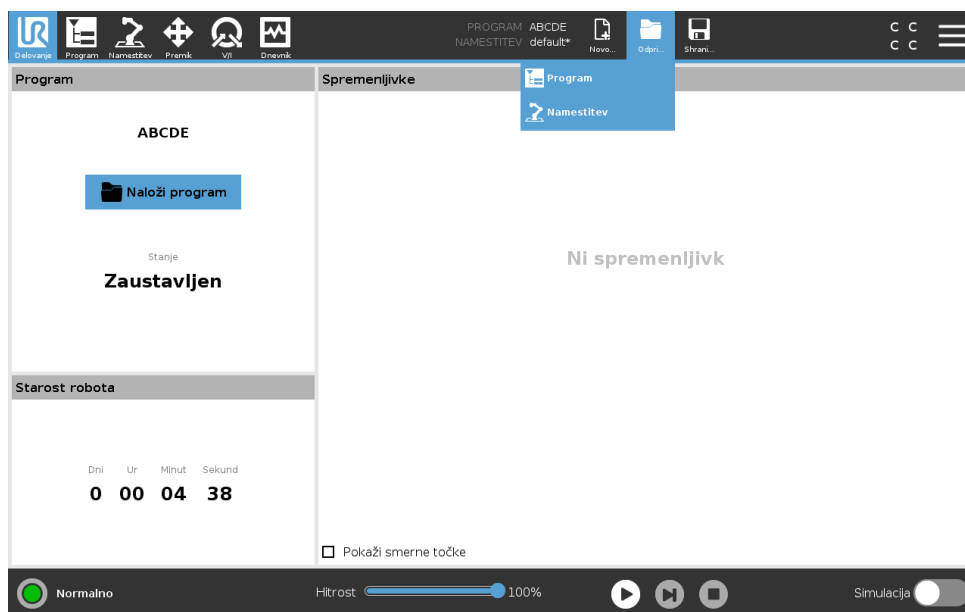 UR
Delovanje
Program
Namestitev
Premik
V/I
Dnevnik
PROGRAM ABCDE
NAMESTITEV default*
Novo...
Odpri...
Shrani...
C C
C C
Program
Spremenljivke
Program
Namestitev
ABCDE
Naloži program
Stanje
Zaustavljen
Ni spremenljivk
Starost robota
Dni Ur Minut Sekund
0 00 04 38
Pokaži smerne točke
Normalno
Hitrost 100%
Simulacija